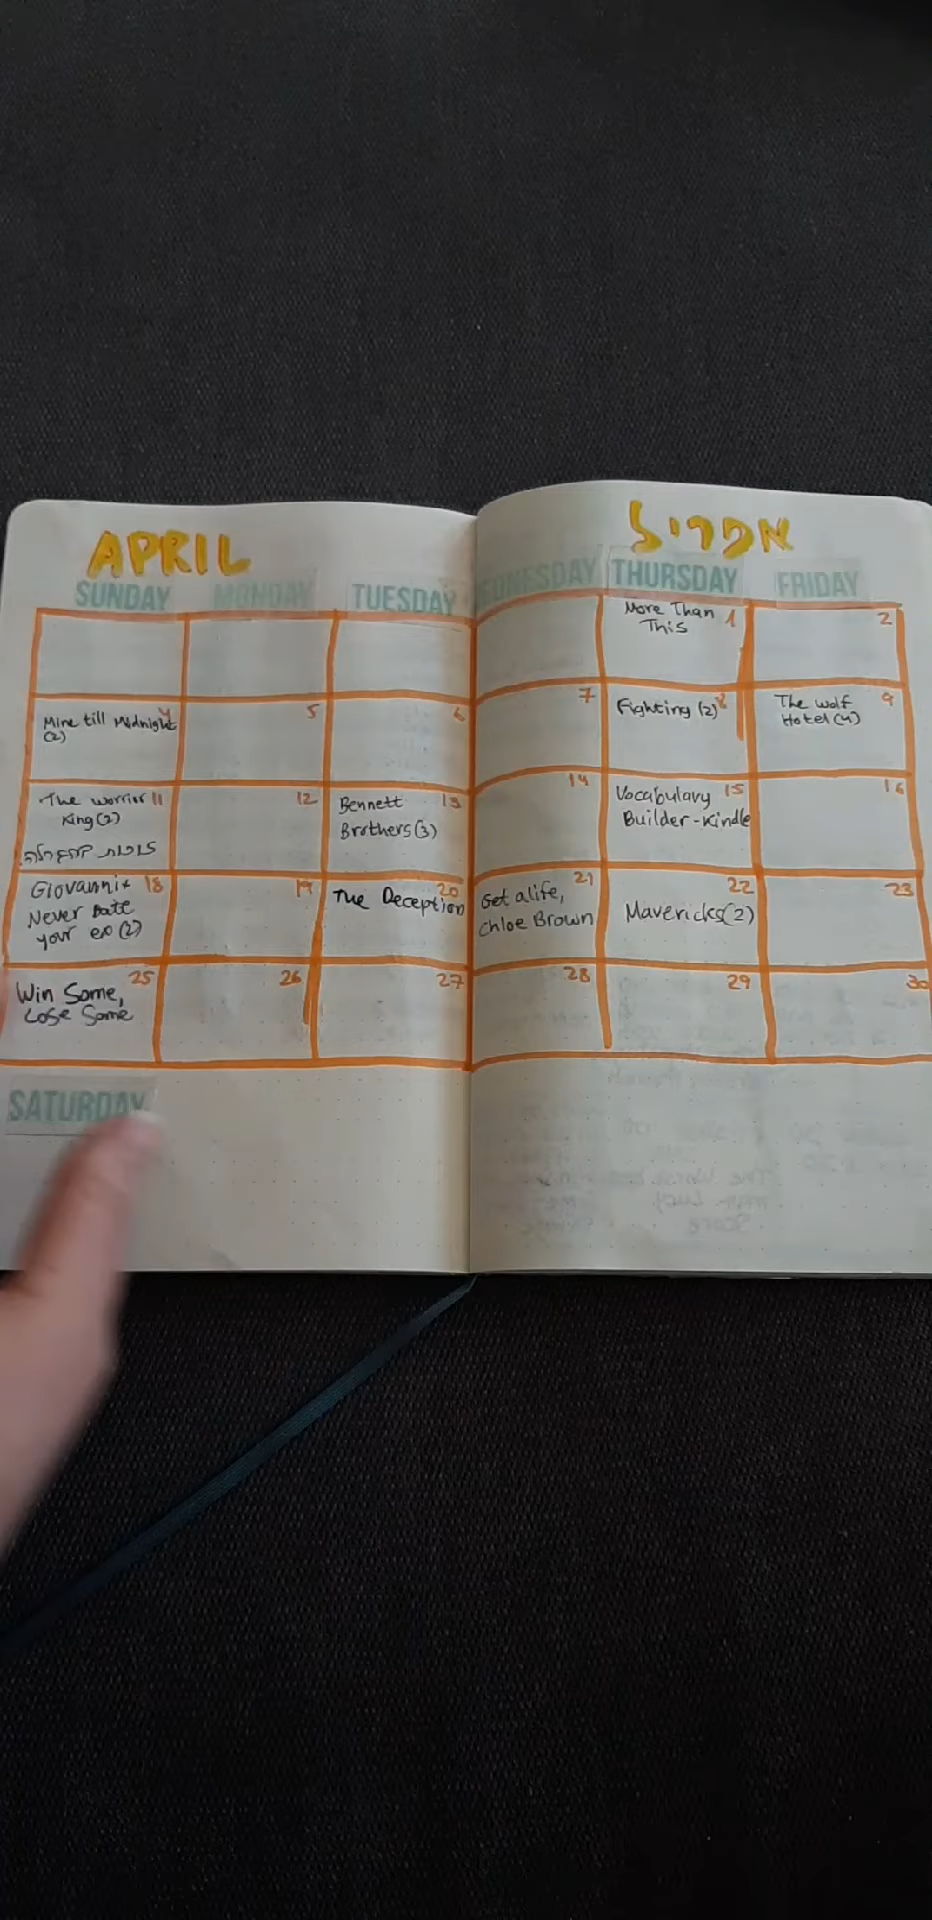 APRIL
אפריל
SUNDAY
MONDAY
TUESDAY
WEDNESDAY
THURSDAY
FRIDAY
More Than 1
This
2
Mine till Midnight 4
(2)
5
6
7
Fighting (2) 8
The wolf 9
Hotel (4)
The worrior 11
King (2)
12
Bennett 13
Brothers (3)
14
Vocabulary 15
Builder-Kindle
16
Giovanni+ 18
Never Date
your ex (2)
19
20
The Deception
21
Get a life,
Chloe Brown
22
Mavericks (2)
23
25
Win Some,
Lose Some
26
27
28
29
30
SATURDAY